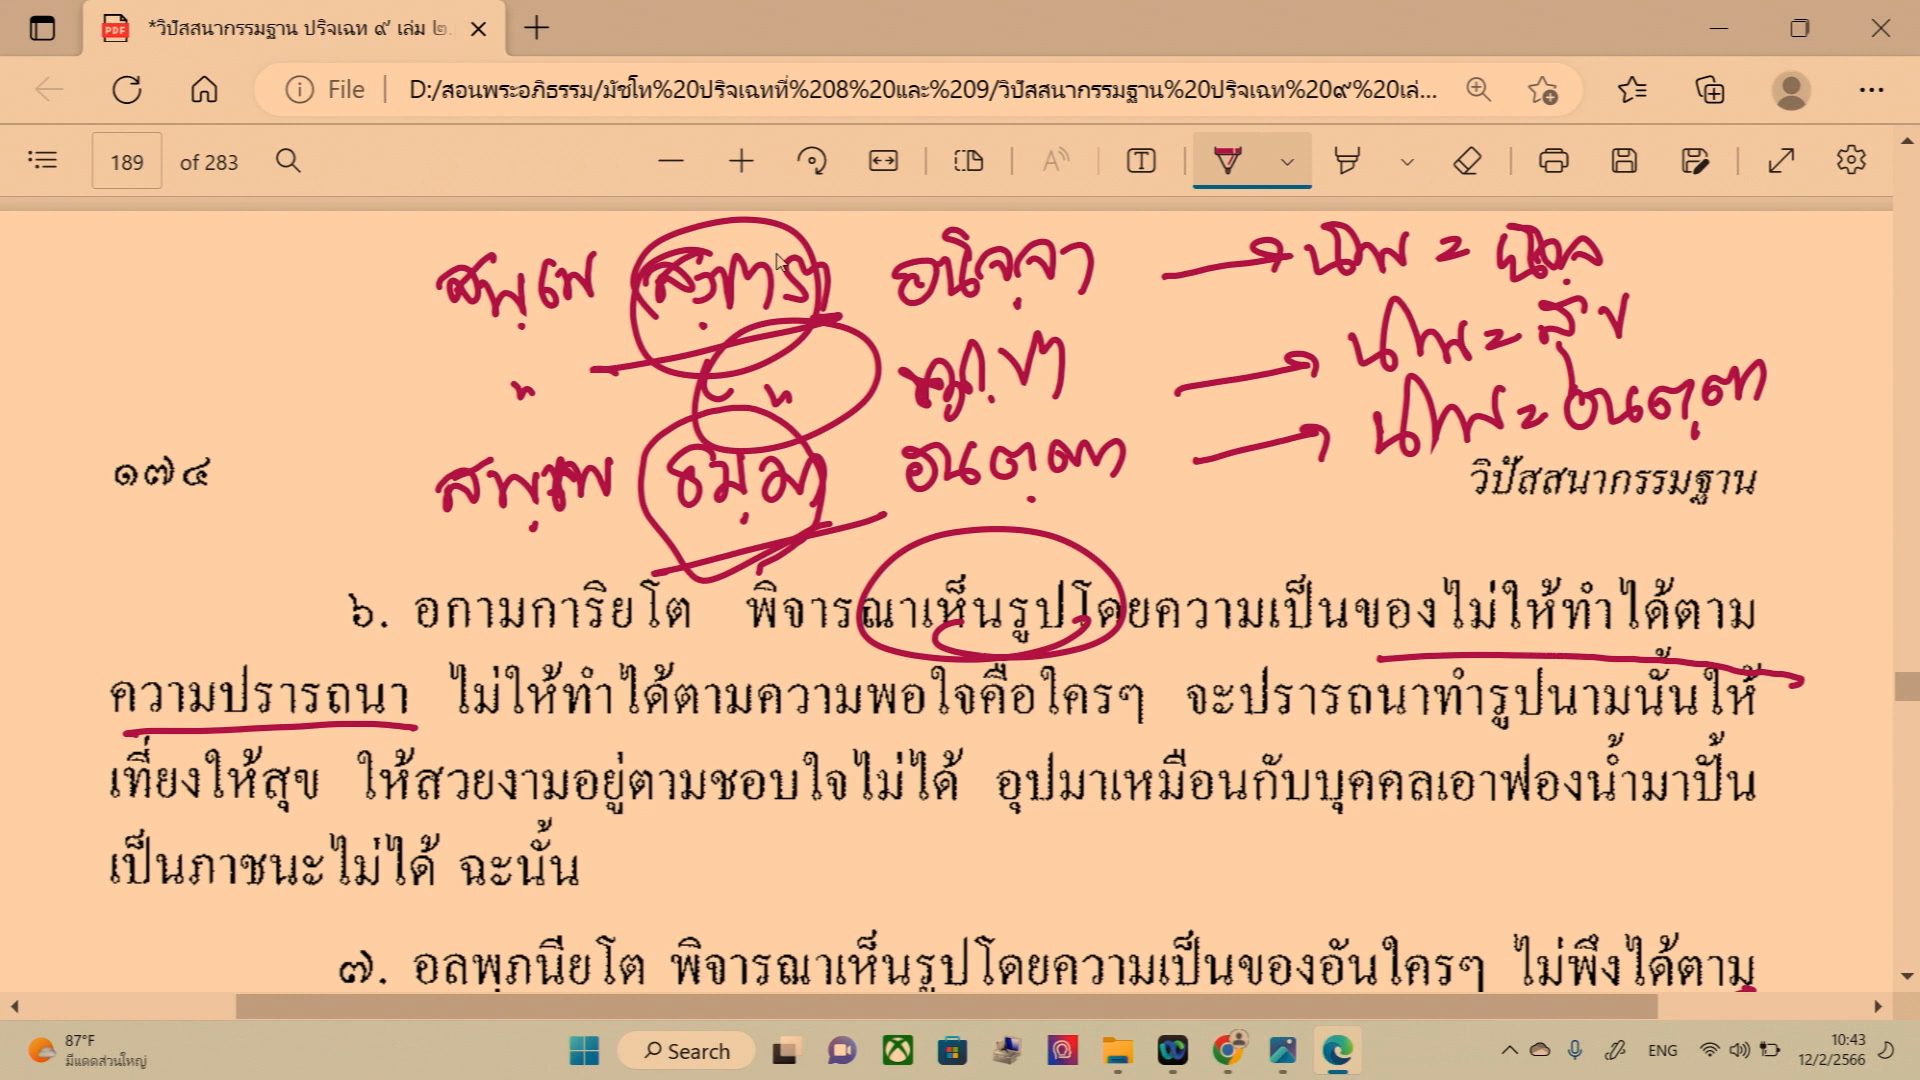 *วิปัสสนากรรมฐาน ปริจเฉท ๙ เล่ม ๒.
File D:/สอนพระอภิธรรม/มัชโท%20ปริจเฉทที่%208%20และ%209/วิปัสสนากรรมฐาน%20ปริจเฉท%20๙%20เล่...
189 of 283
สพฺเพ สงฺขารา อนิจฺจา → นิพ = นิจฺจ
" " ทุกฺขา → นิพ = สุข
สพฺเพ ธมฺมา อนตฺตา → นิพ = อนตฺตา
๑๗๔ วิปัสสนากรรมฐาน
๖. อกามการิยโต พิจารณาเห็นรูปโดยความเป็นของไม่ให้ทำได้ตาม
ความปรารถนา ไม่ให้ทำได้ตามความพอใจคือใครๆ จะปรารถนาทำรูปนามนั้นให้
เที่ยงให้สุข ให้สวยงามอยู่ตามชอบใจไม่ได้ อุปมาเหมือนกับบุคคลเอาฟองน้ำมาปั้น
เป็นภาชนะไม่ได้ ฉะนั้น
๗. อลพฺภนียโต พิจารณาเห็นรูปโดยความเป็นของอันใครๆ ไม่พึงได้ตาม
87°F
มีแดดส่วนใหญ่
Search
ENG
10:43
12/2/2566